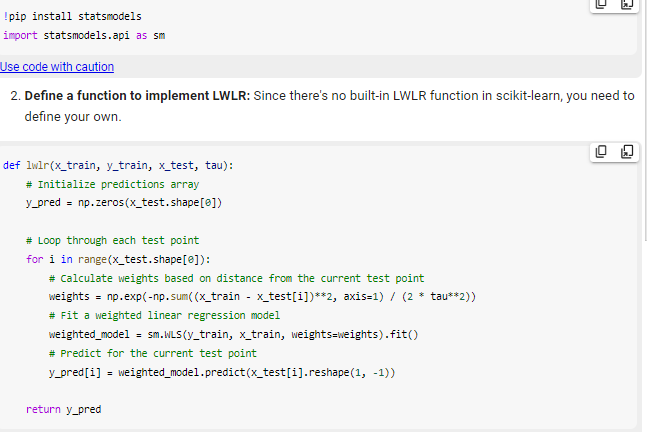 !pip install statsmodels
import statsmodels.api as sm
Use code with caution
2. Define a function to implement LWLR: Since there's no built-in LWLR function in scikit-learn, you need to
define your own.
def lwlr(x_train, y_train, x_test, tau):
    # Initialize predictions array
    y_pred = np.zeros(x_test.shape[0])
    # Loop through each test point
    for i in range(x_test.shape[0]):
        # Calculate weights based on distance from the current test point
        weights = np.exp(-np.sum((x_train - x_test[i])**2, axis=1) / (2 * tau**2))
        # Fit a weighted linear regression model
        weighted_model = sm.WLS(y_train, x_train, weights=weights).fit()
        # Predict for the current test point
        y_pred[i] = weighted_model.predict(x_test[i].reshape(1, -1))
    return y_pred